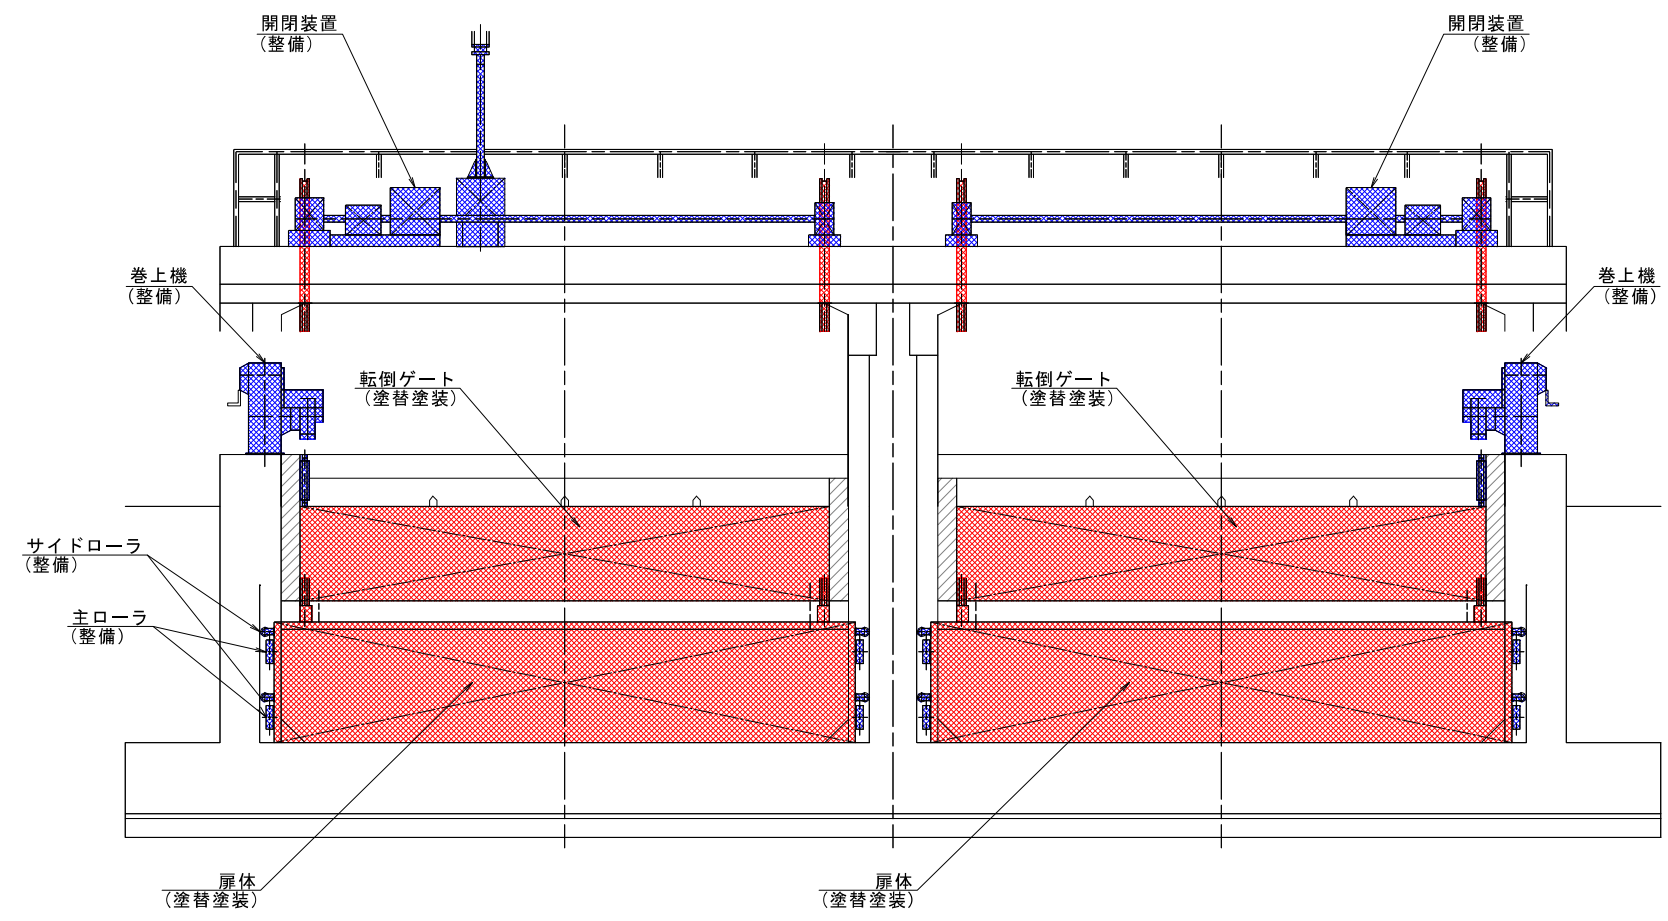 開閉装置
(整備)
開閉装置
(整備)
巻上機
(整備)
巻上機
(整備)
転倒ゲート
(塗替塗装)
転倒ゲート
(塗替塗装)
サイドローラ
(整備)
主ローラ
(整備)
扉体
(塗替塗装)
扉体
(塗替塗装)